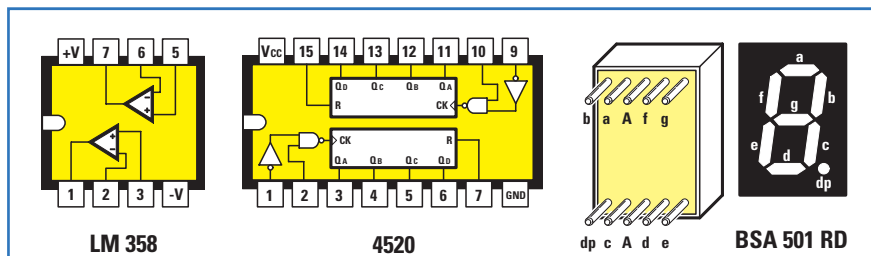 +V 7 6 5
− +
+ −
1 2 3 -V
LM 358
VCC 15 14 13 12 11 10 9
QD QC QB QA
R CK
CK R
QA QB QC QD
1 2 3 4 5 6 7 GND
4520
b a A f g
dp c A d e
a
f b
g
e c
d
dp
BSA 501 RD